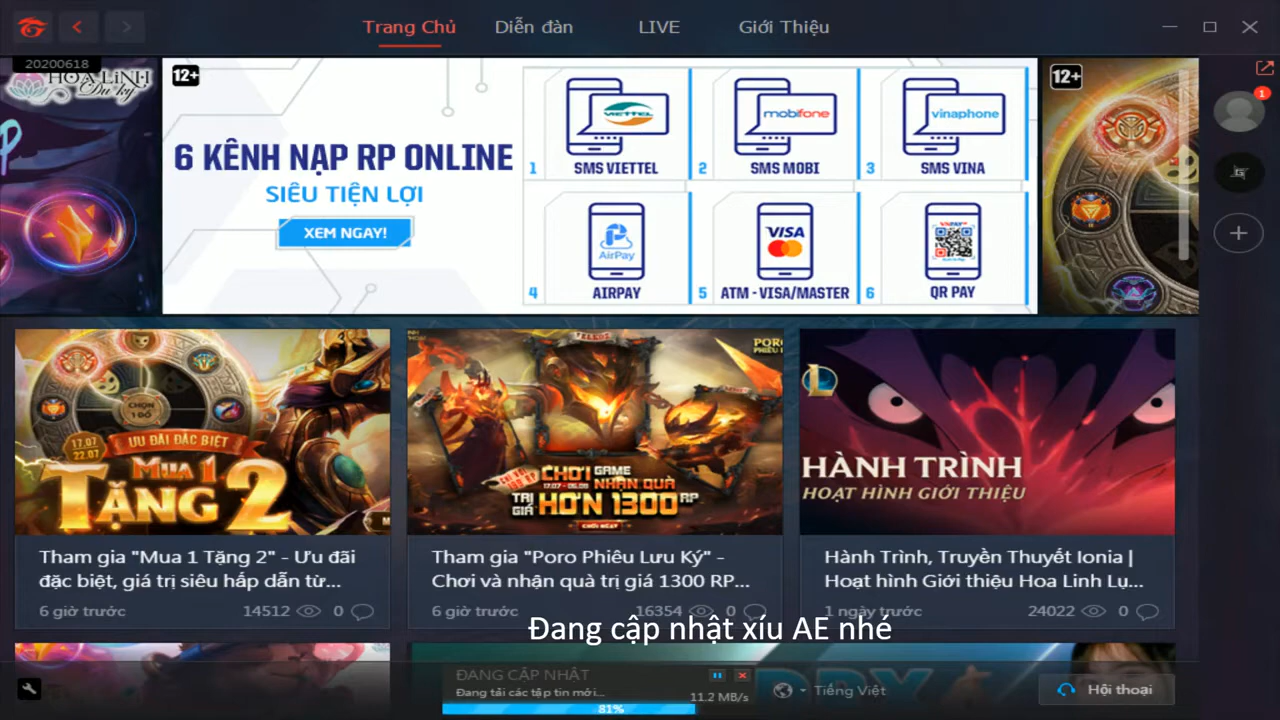 Trang Chủ
Diễn đàn
LIVE
Giới Thiệu
20200618
HOA LINH
Du ký
12+
6 KÊNH NẠP RP ONLINE
SIÊU TIỆN LỢI
XEM NGAY!
VIETTEL
1 SMS VIETTEL
mobifone
2 SMS MOBI
vinaphone
3 SMS VINA
AirPay
4 AIRPAY
VISA
5 ATM - VISA/MASTER
VNPAY
6 QR PAY
12+
1
CHỌN
1 ĐỒ
17.07
22.07
ƯU ĐÃI ĐẶC BIỆT
MUA 1
TẶNG 2
CHƠI GAME
NHẬN QUÀ
TRỊ GIÁ HƠN 1300 RP
CHƠI NGAY
HÀNH TRÌNH
HOẠT HÌNH GIỚI THIỆU
Tham gia "Mua 1 Tặng 2" - Ưu đãi
đặc biệt, giá trị siêu hấp dẫn từ...
6 giờ trước
14512
0
Tham gia "Poro Phiêu Lưu Ký" -
Chơi và nhận quà trị giá 1300 RP...
6 giờ trước
16354
0
Hành Trình, Truyền Thuyết Ionia |
Hoạt hình Giới thiệu Hoa Linh Lụ...
1 ngày trước
24022
0
Đang cập nhật xíu AE nhé
ĐANG CẬP NHẬT
Đang tải các tập tin mới...
11.2 MB/s
81%
Tiếng Việt
Hội thoại